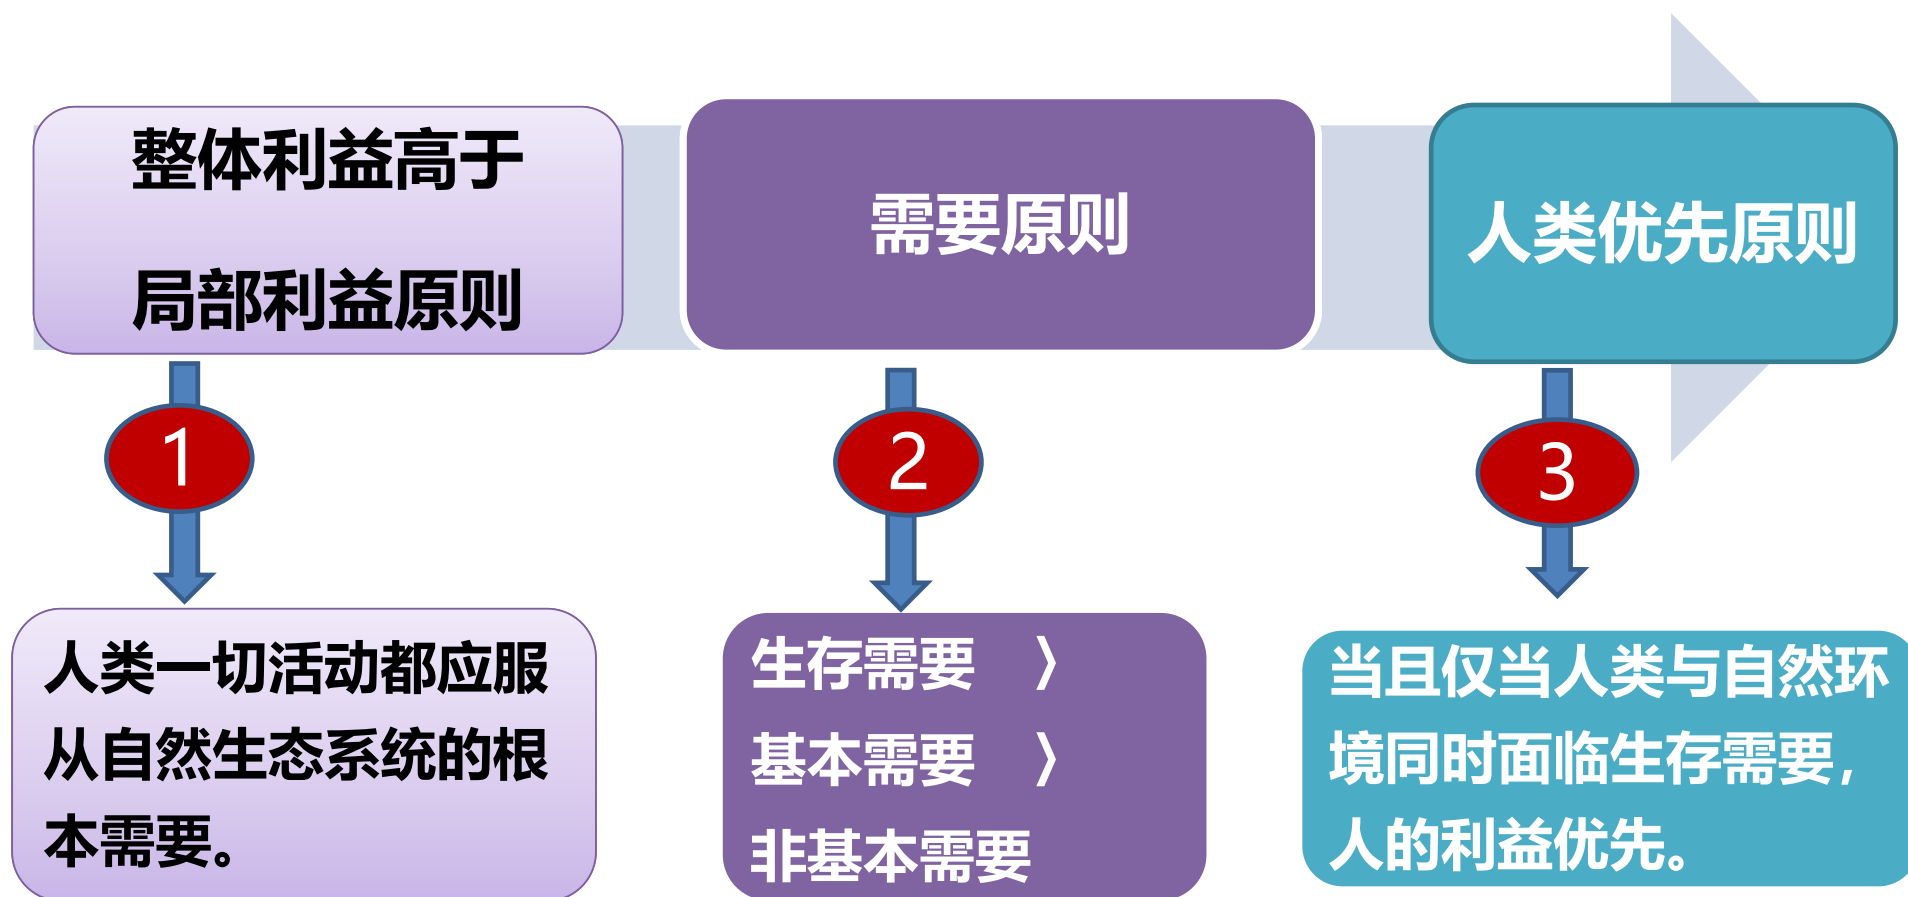 整体利益高于
局部利益原则
需要原则
人类优先原则
1
2
3
人类一切活动都应服
从自然生态系统的根
本需要。
生存需要 〉
基本需要 〉
非基本需要
当且仅当人类与自然环
境同时面临生存需要，
人的利益优先。